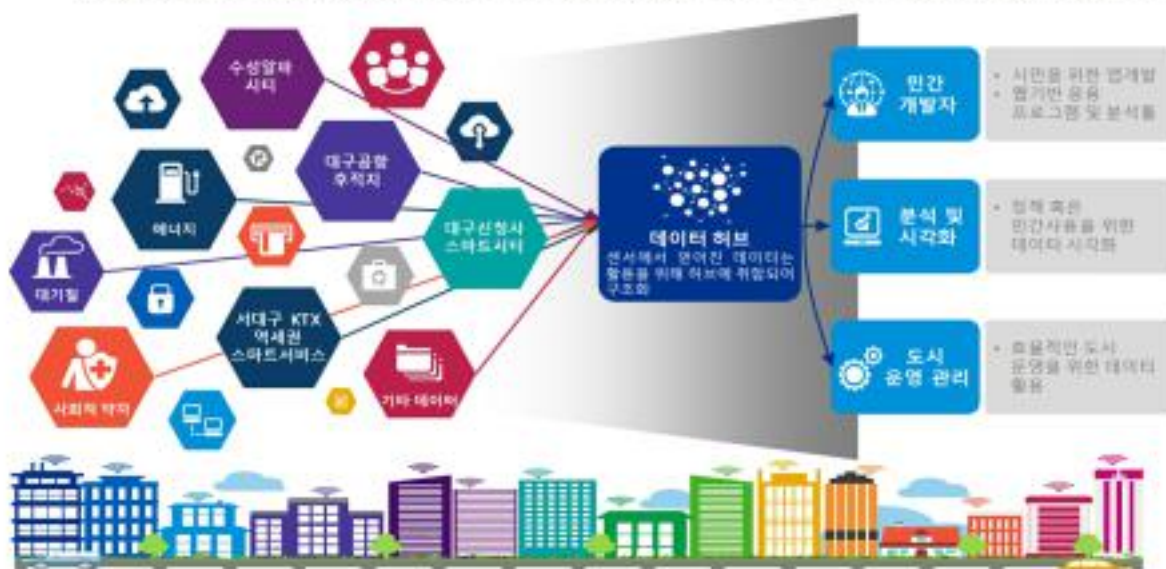 수성알파
시티
대구공항
후적지
에너지
대구신청사
스마트시티
대기질
서대구 KTX
역세권
스마트서비스
사회적 약자
기타 데이터
데이터 허브
센서에서 얻어진 데이터는
활용을 위해 허브에 취합되어
구조화
민간
개발자
• 시민을 위한 앱개발
• 웹기반 응용
프로그램 및 분석툴
분석 및
시각화
• 정책 혹은
민간사용을 위한
데이터 시각화
도시
운영 관리
• 효율적인 도시
운영을 위한 데이터
활용